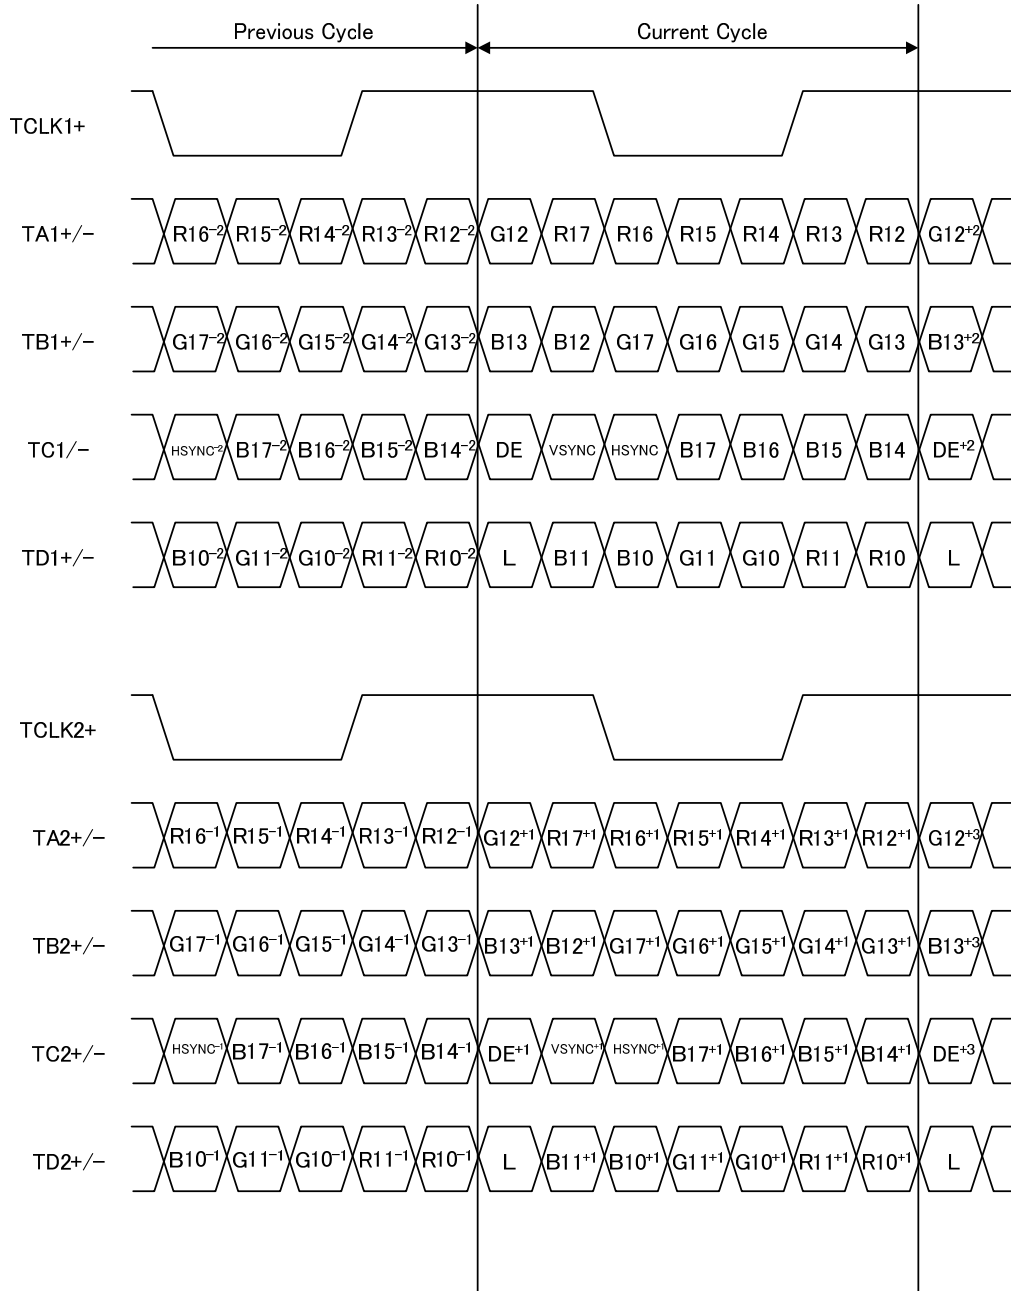 Previous Cycle Current Cycle
TCLK1+
TA1+/- R16⁻² R15⁻² R14⁻² R13⁻² R12⁻² G12 R17 R16 R15 R14 R13 R12 G12⁺²
TB1+/- G17⁻² G16⁻² G15⁻² G14⁻² G13⁻² B13 B12 G17 G16 G15 G14 G13 B13⁺²
TC1/- HSYNC⁻² B17⁻² B16⁻² B15⁻² B14⁻² DE VSYNC HSYNC B17 B16 B15 B14 DE⁺²
TD1+/- B10⁻² G11⁻² G10⁻² R11⁻² R10⁻² L B11 B10 G11 G10 R11 R10 L
TCLK2+
TA2+/- R16⁻¹ R15⁻¹ R14⁻¹ R13⁻¹ R12⁻¹ G12⁺¹ R17⁺¹ R16⁺¹ R15⁺¹ R14⁺¹ R13⁺¹ R12⁺¹ G12⁺³
TB2+/- G17⁻¹ G16⁻¹ G15⁻¹ G14⁻¹ G13⁻¹ B13⁺¹ B12⁺¹ G17⁺¹ G16⁺¹ G15⁺¹ G14⁺¹ G13⁺¹ B13⁺³
TC2+/- HSYNC⁻¹ B17⁻¹ B16⁻¹ B15⁻¹ B14⁻¹ DE⁺¹ VSYNC⁺¹ HSYNC⁺¹ B17⁺¹ B16⁺¹ B15⁺¹ B14⁺¹ DE⁺³
TD2+/- B10⁻¹ G11⁻¹ G10⁻¹ R11⁻¹ R10⁻¹ L B11⁺¹ B10⁺¹ G11⁺¹ G10⁺¹ R11⁺¹ R10⁺¹ L